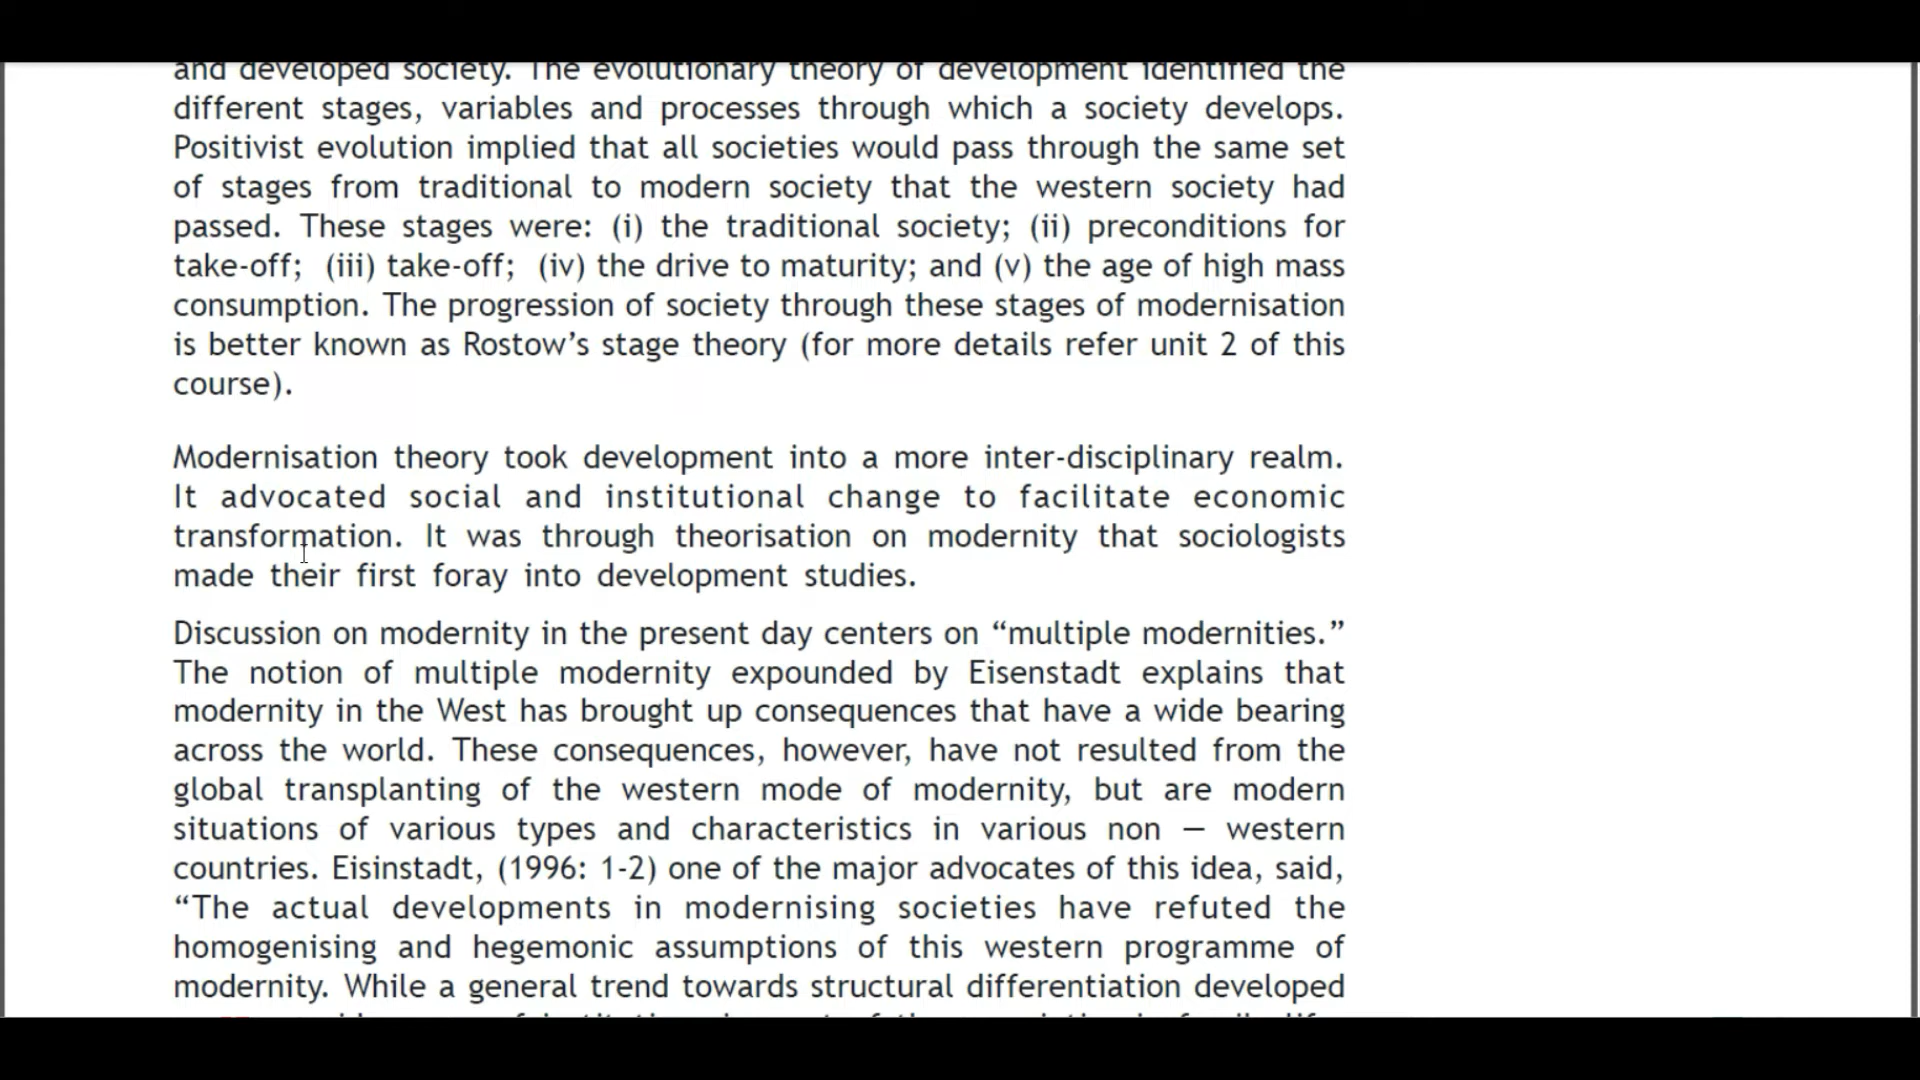 and developed society. The evolutionary theory of development identified the
different stages, variables and processes through which a society develops.
Positivist evolution implied that all societies would pass through the same set
of stages from traditional to modern society that the western society had
passed. These stages were: (i) the traditional society; (ii) preconditions for
take-off; (iii) take-off; (iv) the drive to maturity; and (v) the age of high mass
consumption. The progression of society through these stages of modernisation
is better known as Rostow’s stage theory (for more details refer unit 2 of this
course).
Modernisation theory took development into a more inter-disciplinary realm.
It advocated social and institutional change to facilitate economic
transformation. It was through theorisation on modernity that sociologists
made their first foray into development studies.
Discussion on modernity in the present day centers on “multiple modernities.”
The notion of multiple modernity expounded by Eisenstadt explains that
modernity in the West has brought up consequences that have a wide bearing
across the world. These consequences, however, have not resulted from the
global transplanting of the western mode of modernity, but are modern
situations of various types and characteristics in various non — western
countries. Eisinstadt, (1996: 1-2) one of the major advocates of this idea, said,
“The actual developments in modernising societies have refuted the
homogenising and hegemonic assumptions of this western programme of
modernity. While a general trend towards structural differentiation developed